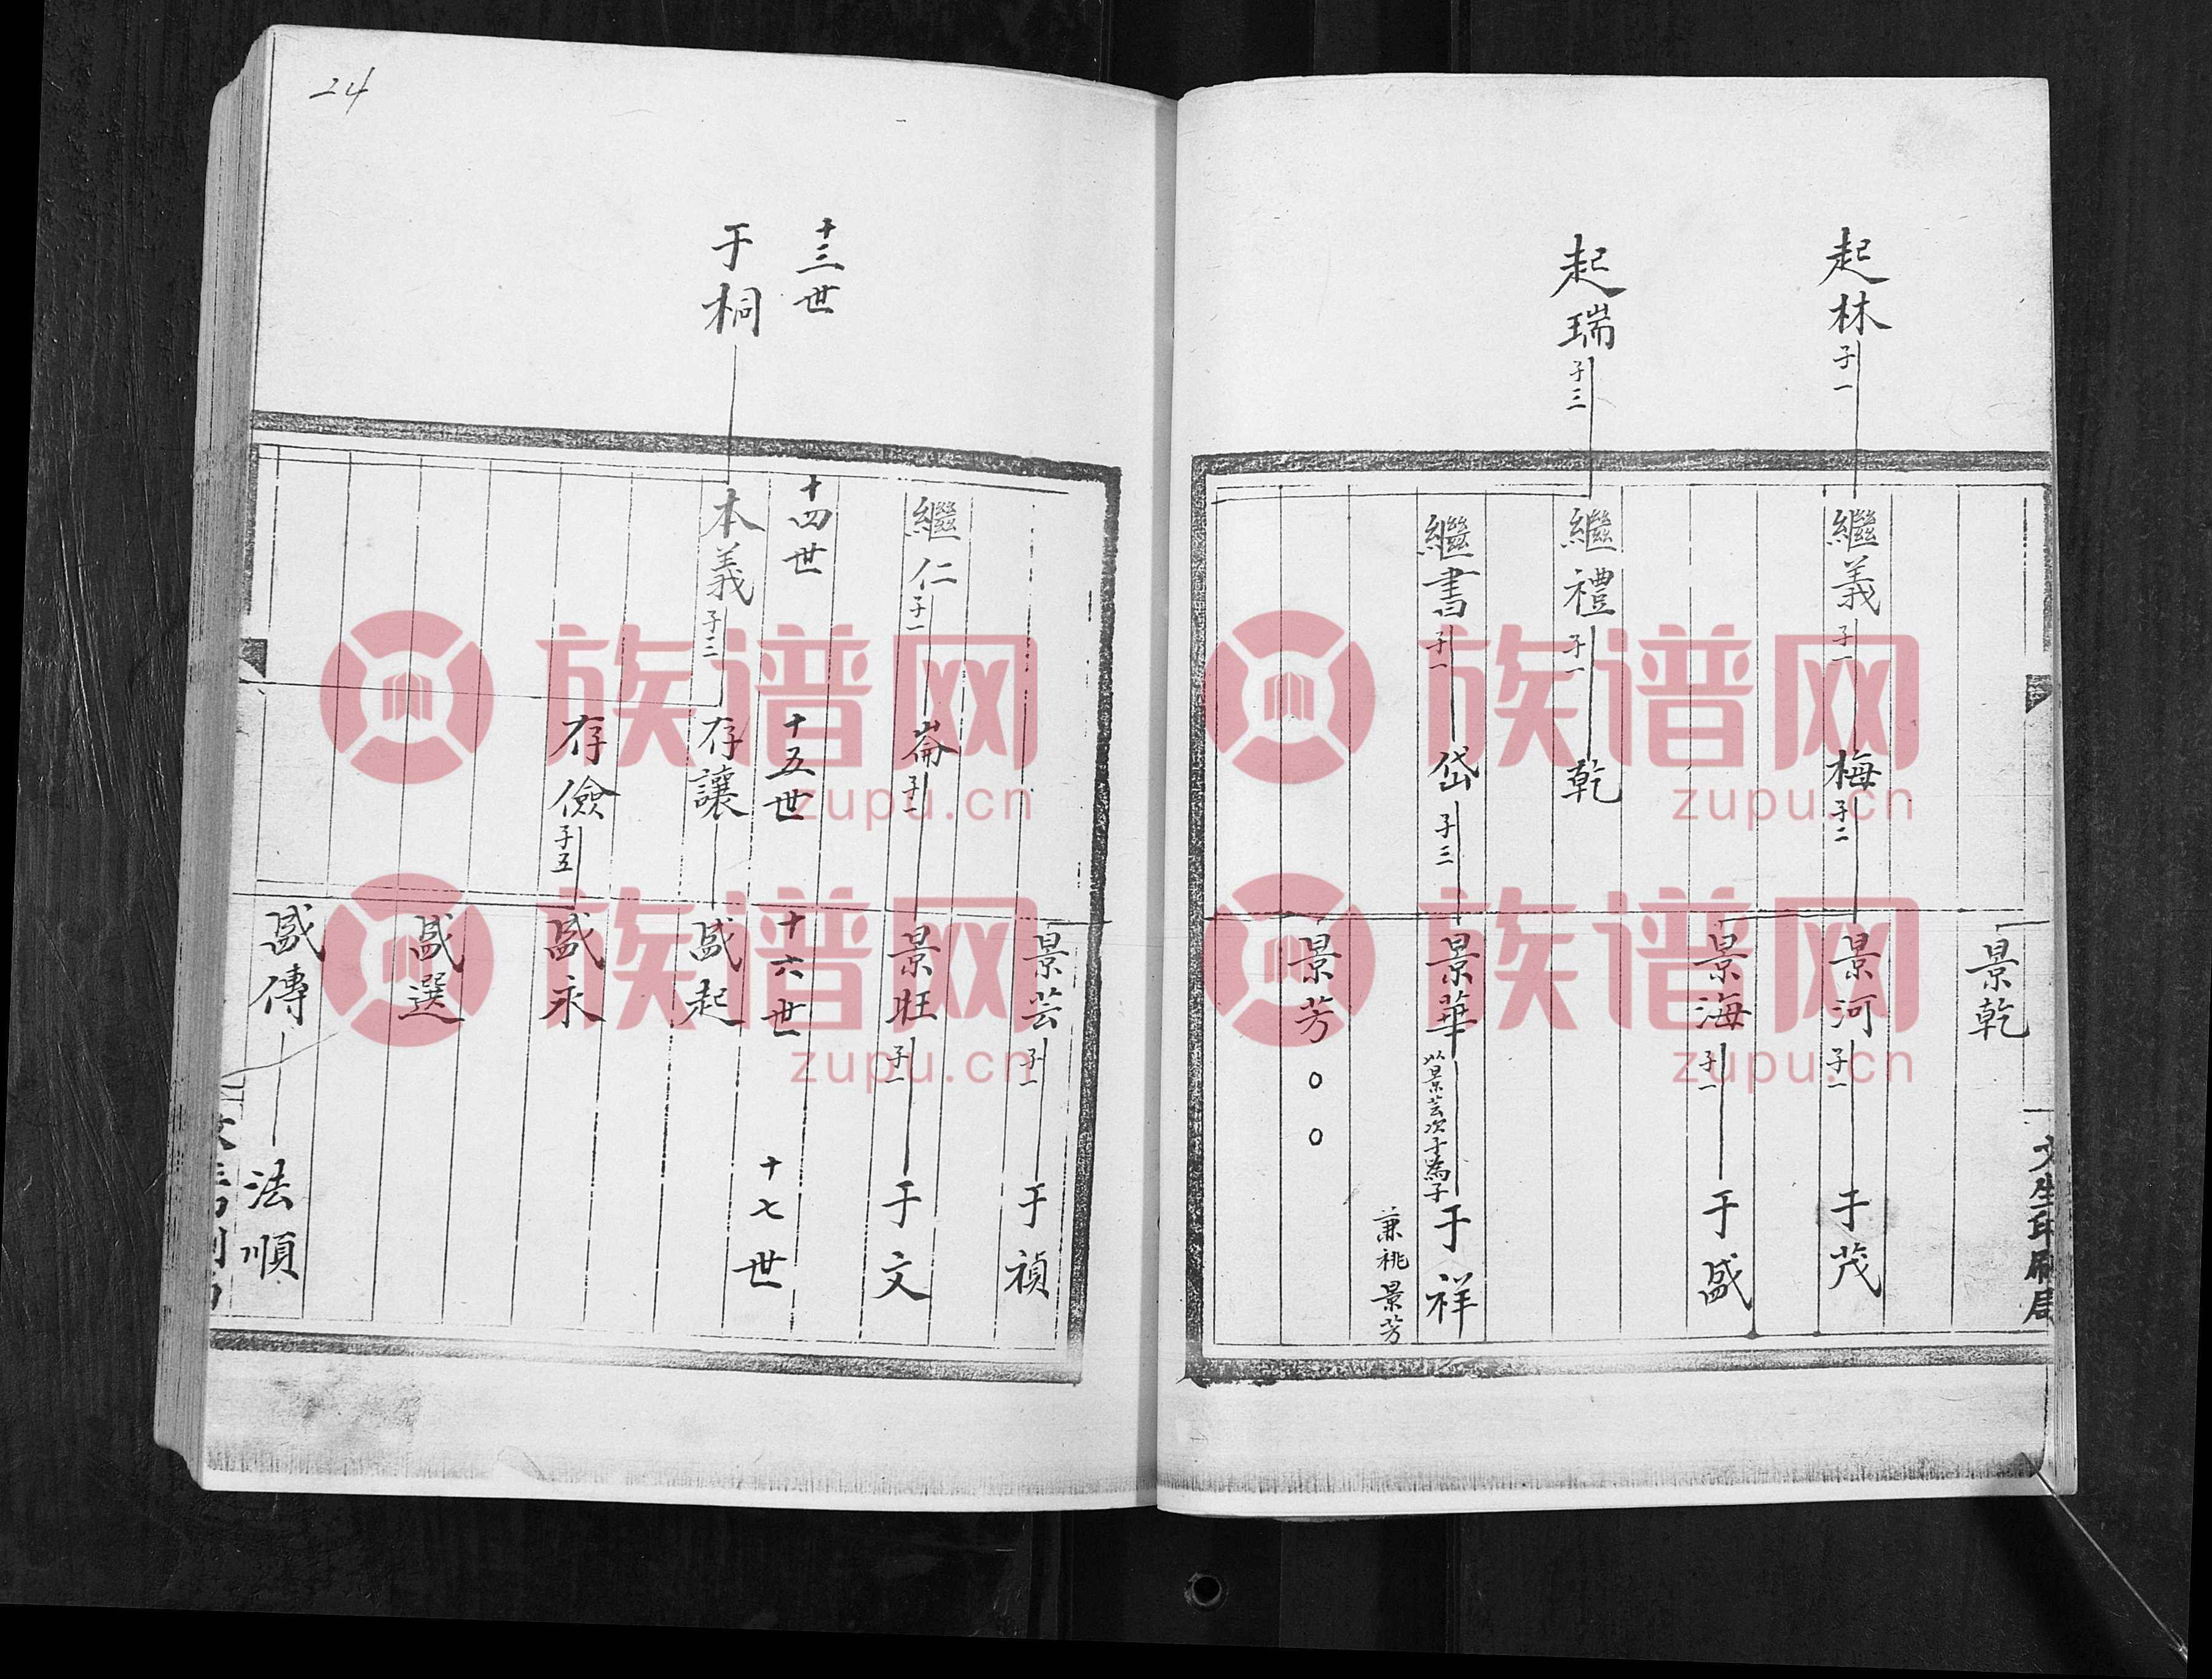 景乾
起林 子一
繼義 子一
梅 子二
景河 子一
于茂
景海 子一
于盛
起瑞 子三
繼禮 子一
乾
繼書 子一
岱 子三
景華 以景芸次子為子
于祥
兼祧景芳
景芳 ○ ○
景芸 子一
于禎
繼仁 子一
崙 子一
景旺 子一
于文
十三世
十四世
十五世
十六世
十七世
于桐
本義 子二
存讓
盛起
存儉 子五
盛永
盛選
盛傳
法順
24
族谱网
zupu.cn
族谱网
zupu.cn
族谱网
zupu.cn
族谱网
zupu.cn